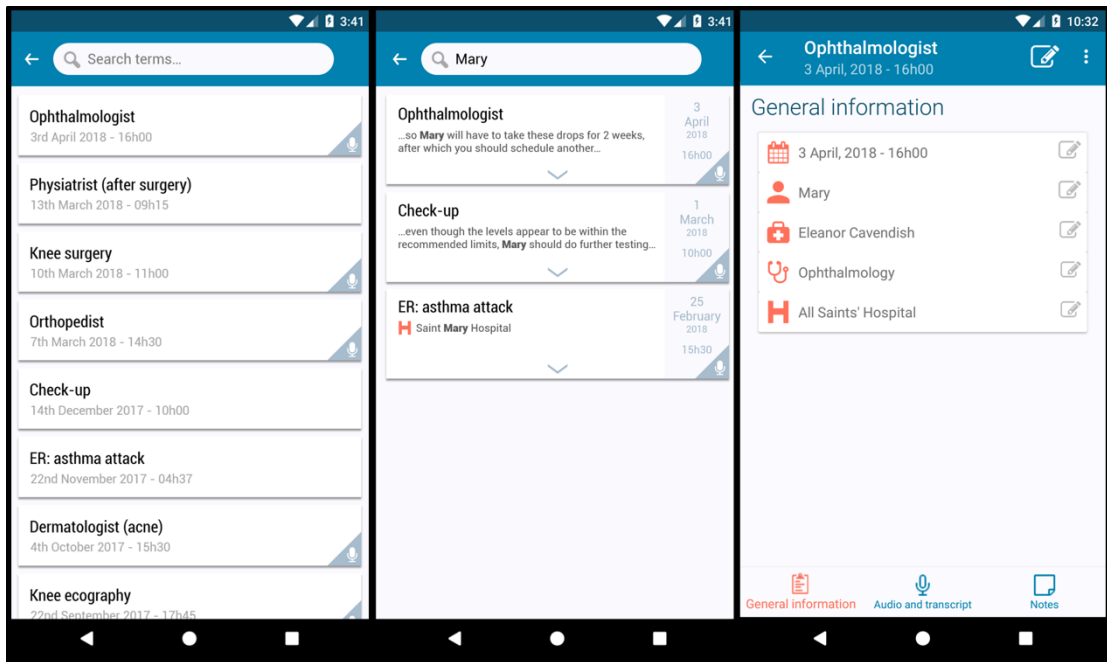 3:41
Search terms...
Ophthalmologist
3rd April 2018 - 16h00
Physiatrist (after surgery)
13th March 2018 - 09h15
Knee surgery
10th March 2018 - 11h00
Orthopedist
7th March 2018 - 14h30
Check-up
14th December 2017 - 10h00
ER: asthma attack
22nd November 2017 - 04h37
Dermatologist (acne)
4th October 2017 - 15h30
Knee ecography
22nd September 2017 - 17h45
3:41
Mary
Ophthalmologist
...so Mary will have to take these drops for 2 weeks,
after which you should schedule another...
3
April
2018
16h00
Check-up
...even though the levels appear to be within the
recommended limits, Mary should do further testing...
1
March
2018
10h00
ER: asthma attack
H Saint Mary Hospital
25
February
2018
15h30
10:32
Ophthalmologist
3 April, 2018 - 16h00
General information
3 April, 2018 - 16h00
Mary
Eleanor Cavendish
Ophthalmology
H All Saints' Hospital
General information
Audio and transcript
Notes